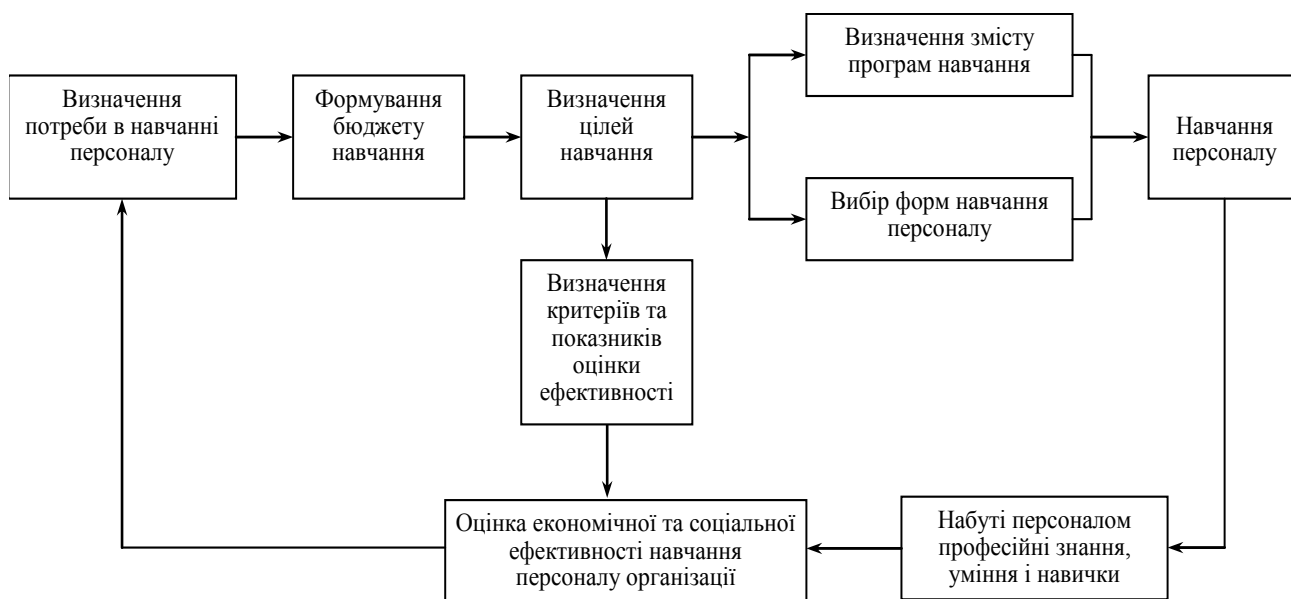 Визначення
потреби в навчанні
персоналу
Формування
бюджету
навчання
Визначення
цілей
навчання
Визначення змісту
програм навчання
Вибір форм навчання
персоналу
Навчання
персоналу
Визначення
критеріїв та
показників
оцінки
ефективності
Оцінка економічної та соціальної
ефективності навчання
персоналу організації
Набуті персоналом
професійні знання,
уміння і навички